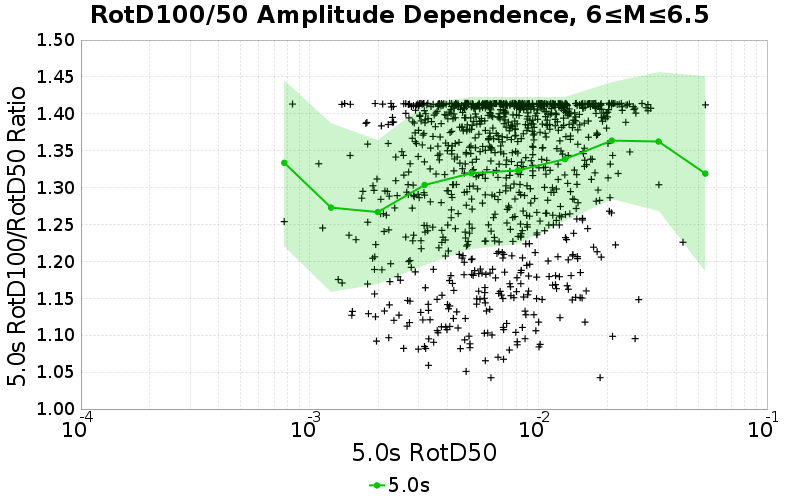 RotD100/50 Amplitude Dependence, 6≤M≤6.5
5.0s RotD100/RotD50 Ratio
1.50
1.45
1.40
1.35
1.30
1.25
1.20
1.15
1.10
1.05
1.00
10^-4 10^-3 10^-2 10^-1
5.0s RotD50
5.0s